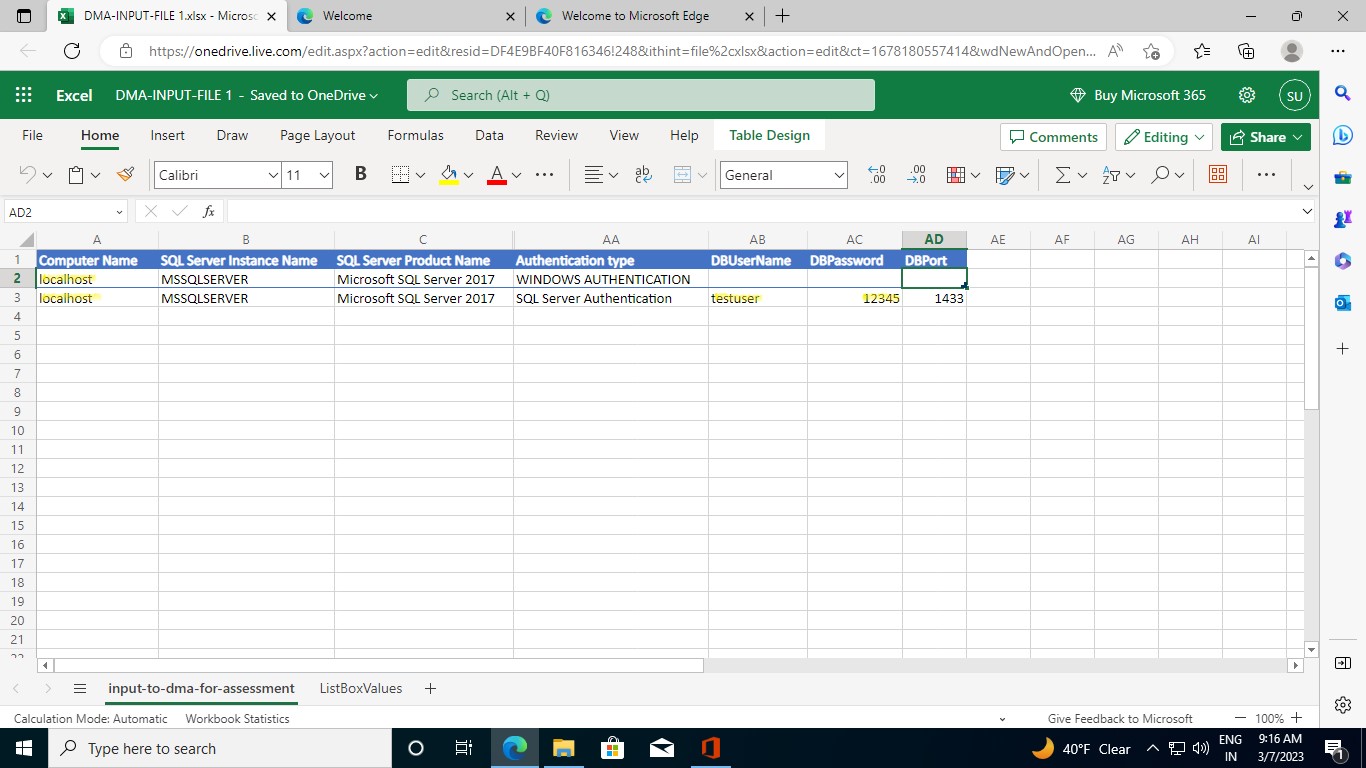 DMA-INPUT-FILE 1.xlsx - Microsc
Welcome
Welcome to Microsoft Edge
https://onedrive.live.com/edit.aspx?action=edit&resid=DF4E9BF40F816346!248&ithint=file%2cxlsx&action=edit&ct=1678180557414&wdNewAndOpen...
Excel DMA-INPUT-FILE 1 - Saved to OneDrive
Search (Alt + Q)
Buy Microsoft 365
SU
File Home Insert Draw Page Layout Formulas Data Review View Help Table Design
Comments Editing Share
Calibri 11 B A ab General
AD2 fx
A B C AA AB AC AD AE AF AG AH AI
1 Computer Name SQL Server Instance Name SQL Server Product Name Authentication type DBUserName DBPassword DBPort
2 localhost MSSQLSERVER Microsoft SQL Server 2017 WINDOWS AUTHENTICATION
3 localhost MSSQLSERVER Microsoft SQL Server 2017 SQL Server Authentication testuser 12345 1433
4
5
6
7
8
9
10
11
12
13
14
15
16
17
18
19
20
21
22
input-to-dma-for-assessment ListBoxValues
Calculation Mode: Automatic Workbook Statistics
Give Feedback to Microsoft 100%
Type here to search
40°F Clear
ENG
IN
9:16 AM
3/7/2023
1